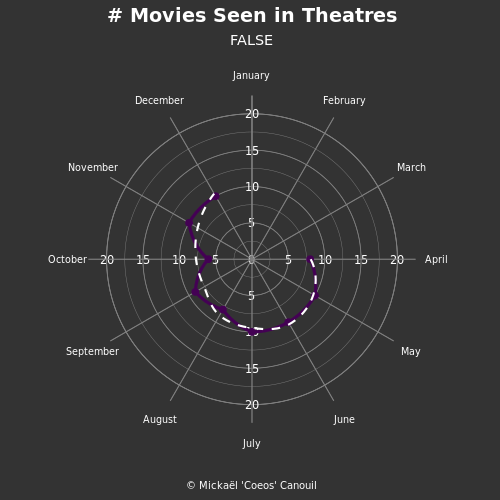 # Movies Seen in Theatres
FALSE
January
December February
20
November March
15
10
5
October 20 15 10 5 0 5 10 15 20 April
5
10
September May
15
20
August June
July
© Mickaël 'Coeos' Canouil